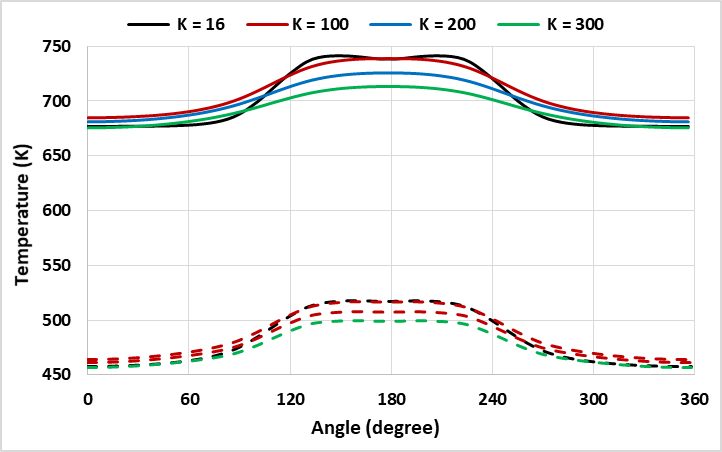 K = 16 K = 100 K = 200 K = 300
750
700
650
600
550
500
450
Temperature (K)
0 60 120 180 240 300 360
Angle (degree)